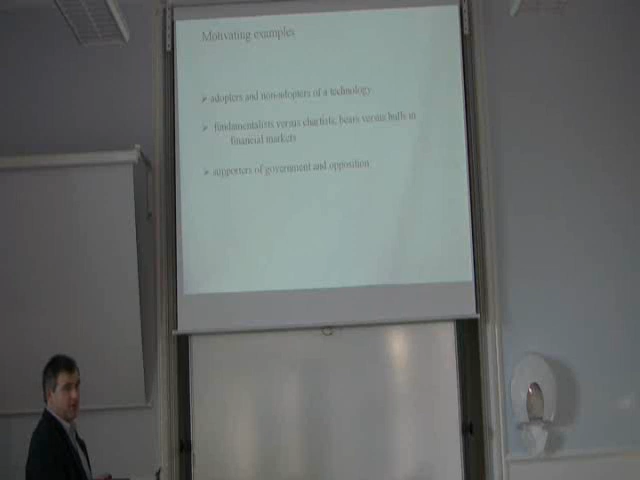 Motivating examples
➢ adopters and non-adopters of a technology
➢ fundamentalists versus chartists, bears versus bulls in
financial markets
➢ supporters of government and opposition